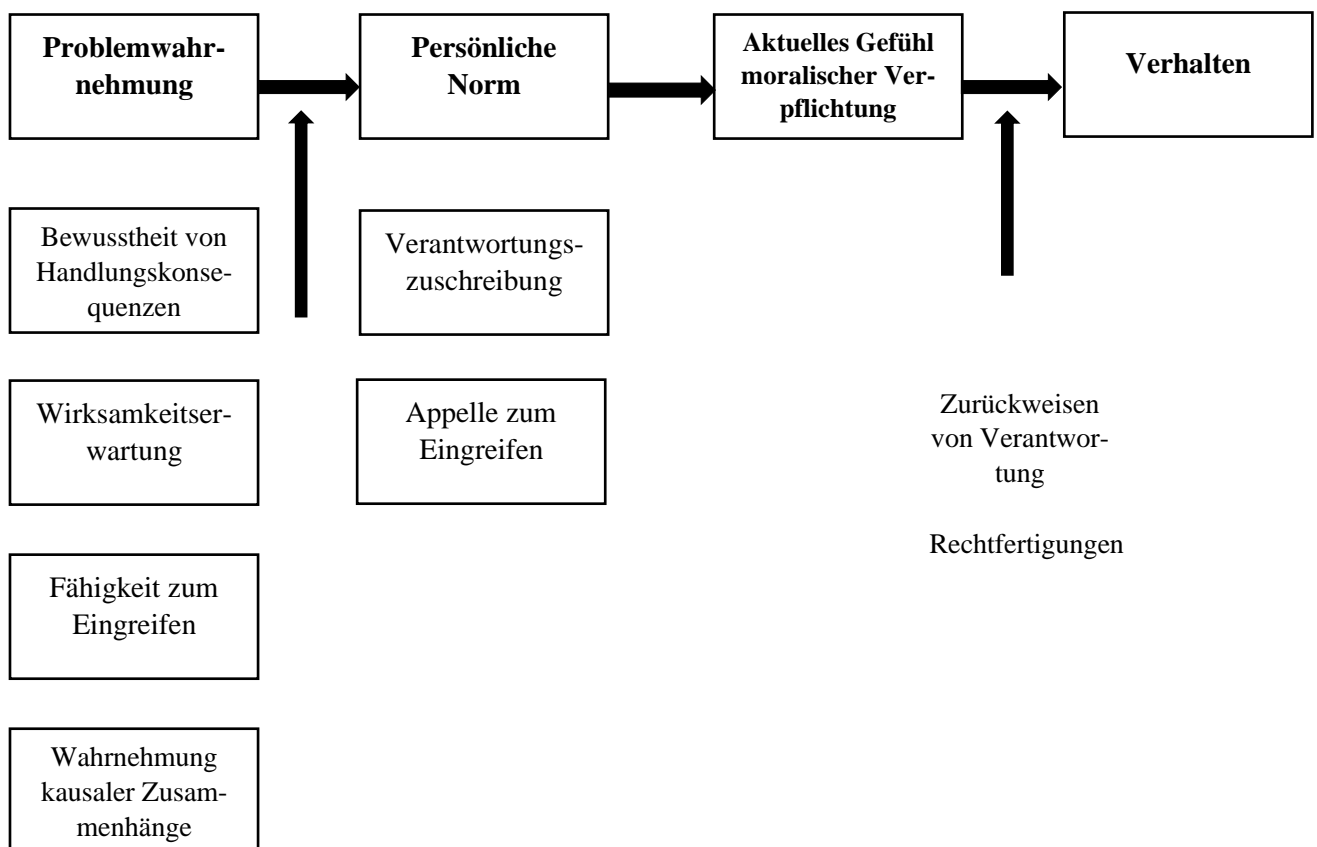 Problemwahr-
nehmung
Persönliche
Norm
Aktuelles Gefühl
moralischer Ver-
pflichtung
Verhalten
Bewusstheit von
Handlungskonse-
quenzen
Verantwortungs-
zuschreibung
Wirksamkeitser-
wartung
Appelle zum
Eingreifen
Zurückweisen
von Verantwor-
tung
Rechtfertigungen
Fähigkeit zum
Eingreifen
Wahrnehmung
kausaler Zusam-
menhänge